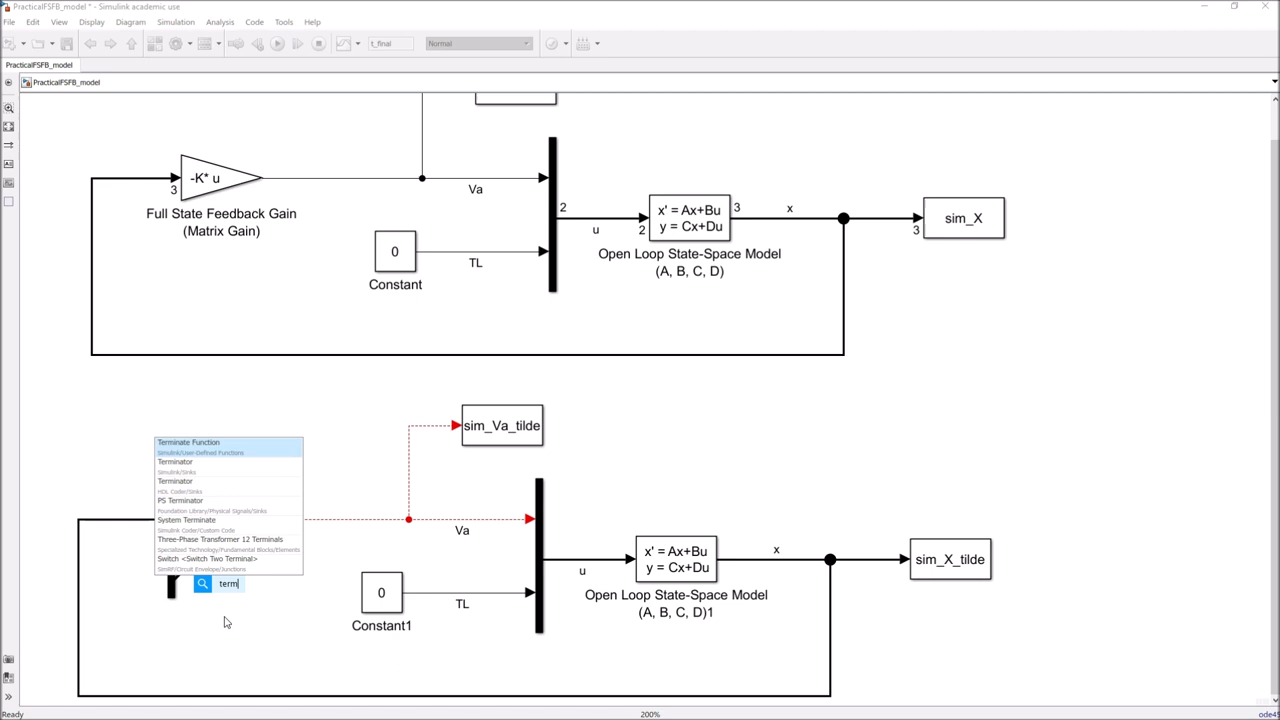 PracticalFSFB_model * - Simulink academic use
File Edit View Display Diagram Simulation Analysis Code Tools Help
t_final Normal
PracticalFSFB_model
PracticalFSFB_model
-K* u
3
Full State Feedback Gain
(Matrix Gain)
Va
0
Constant
TL
2
u
2
x' = Ax+Bu
y = Cx+Du
3
x
Open Loop State-Space Model
(A, B, C, D)
3
sim_X
sim_Va_tilde
Terminate Function
Simulink/User-Defined Functions
Terminator
Simulink/Sinks
Terminator
HDL Coder/Sinks
PS Terminator
Foundation Library/Physical Signals/Sinks
System Terminate
Simulink Coder/Custom Code
Three-Phase Transformer 12 Terminals
Specialized Technology/Fundamental Blocks/Elements
Switch <Switch Two Terminal>
SimRF/Circuit Envelope/Junctions
term
Va
0
Constant1
TL
u
x' = Ax+Bu
y = Cx+Du
x
Open Loop State-Space Model
(A, B, C, D)1
sim_X_tilde
Ready 200% ode45